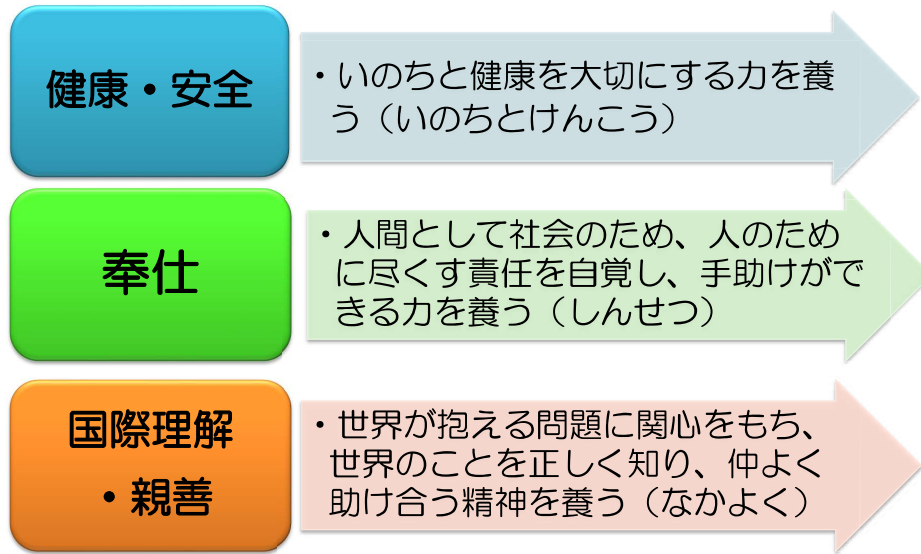 健康・安全
・いのちと健康を大切にする力を養
う（いのちとけんこう）
奉仕
・人間として社会のため、人のため
に尽くす責任を自覚し、手助けがで
きる力を養う（しんせつ）
国際理解
・親善
・世界が抱える問題に関心をもち、
世界のことを正しく知り、仲よく
助け合う精神を養う（なかよく）